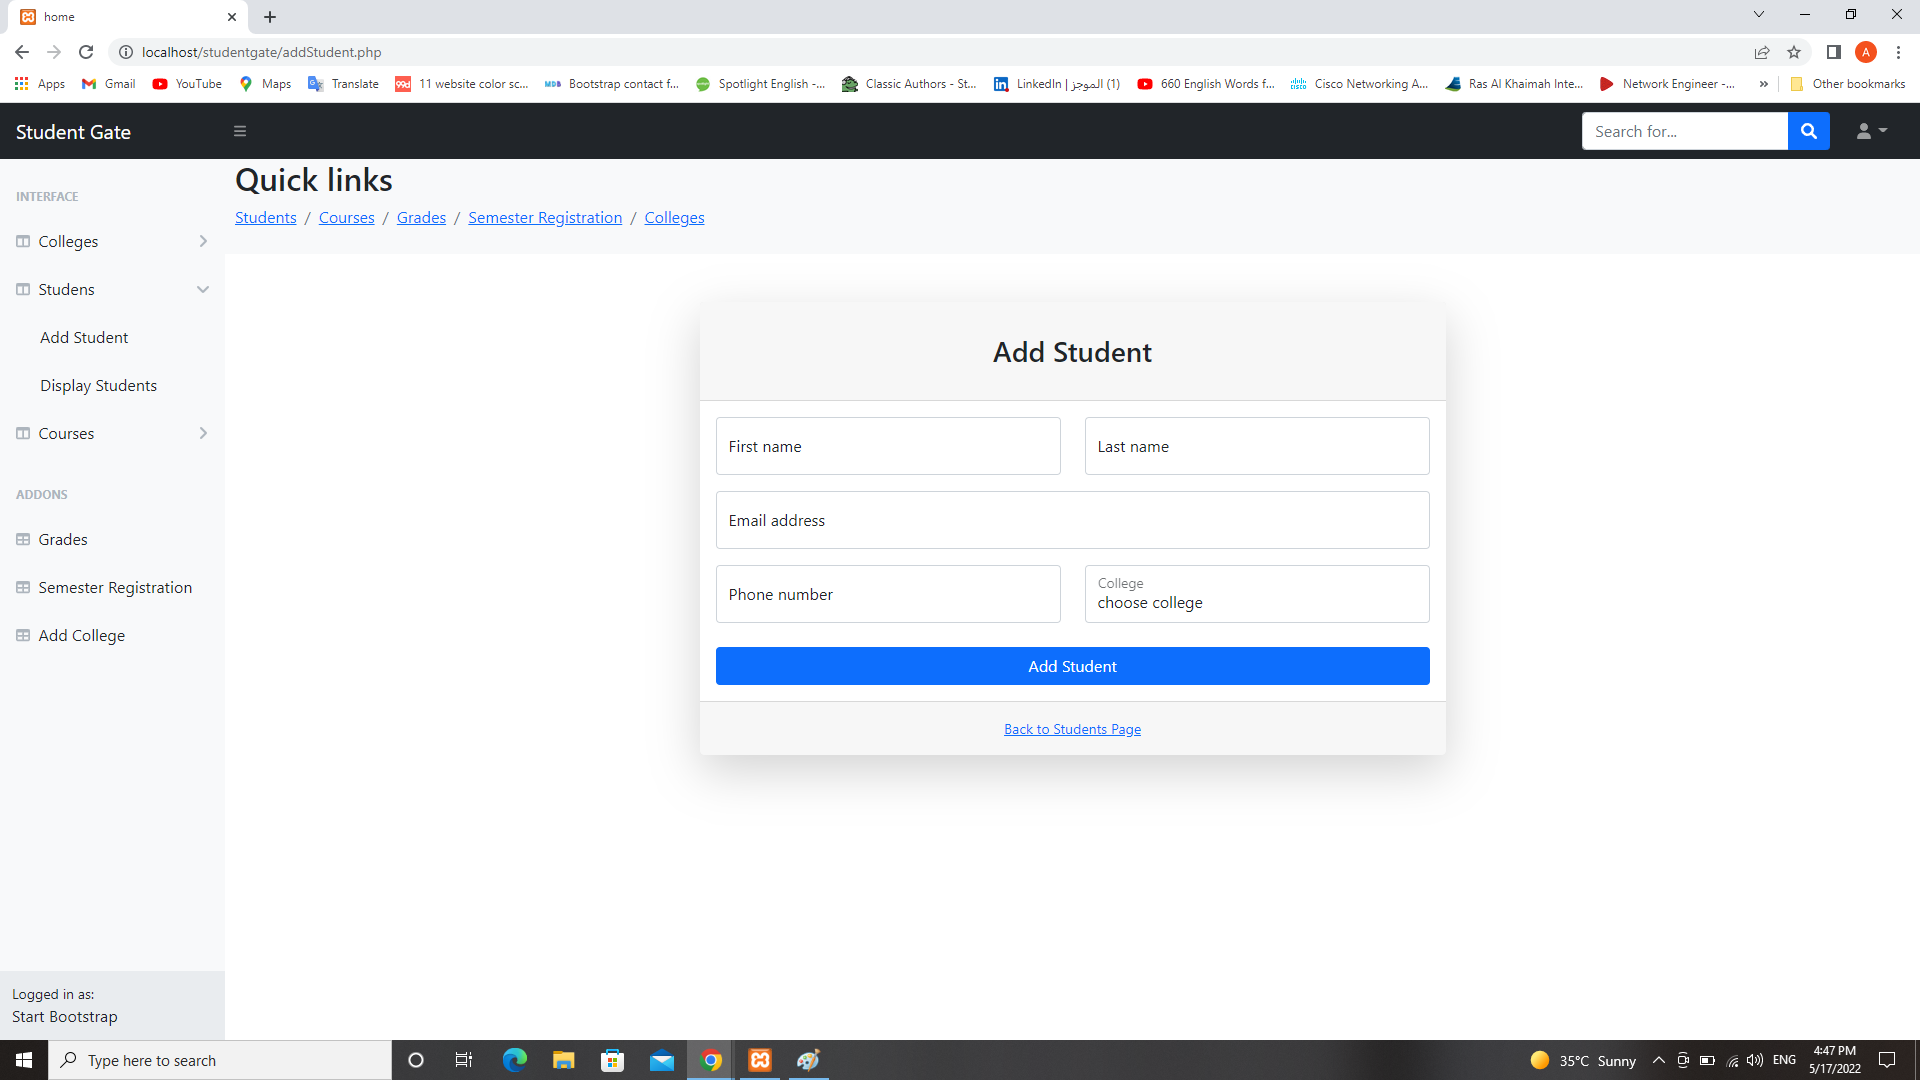 home
localhost/studentgate/addStudent.php
Apps
Gmail
YouTube
Maps
Translate
11 website color sc...
Bootstrap contact f...
Spotlight English -...
Classic Authors - St...
LinkedIn | الموجز (1)
660 English Words f...
Cisco Networking A...
Ras Al Khaimah Inte...
Network Engineer -...
»
Other bookmarks
A
Student Gate
Search for...
INTERFACE
Colleges
Studens
Add Student
Display Students
Courses
ADDONS
Grades
Semester Registration
Add College
Logged in as:
Start Bootstrap
Quick links
Students / Courses / Grades / Semester Registration / Colleges
Add Student
First name
Last name
Email address
Phone number
College
choose college
Add Student
Back to Students Page
Type here to search
35°C Sunny
ENG
4:47 PM
5/17/2022